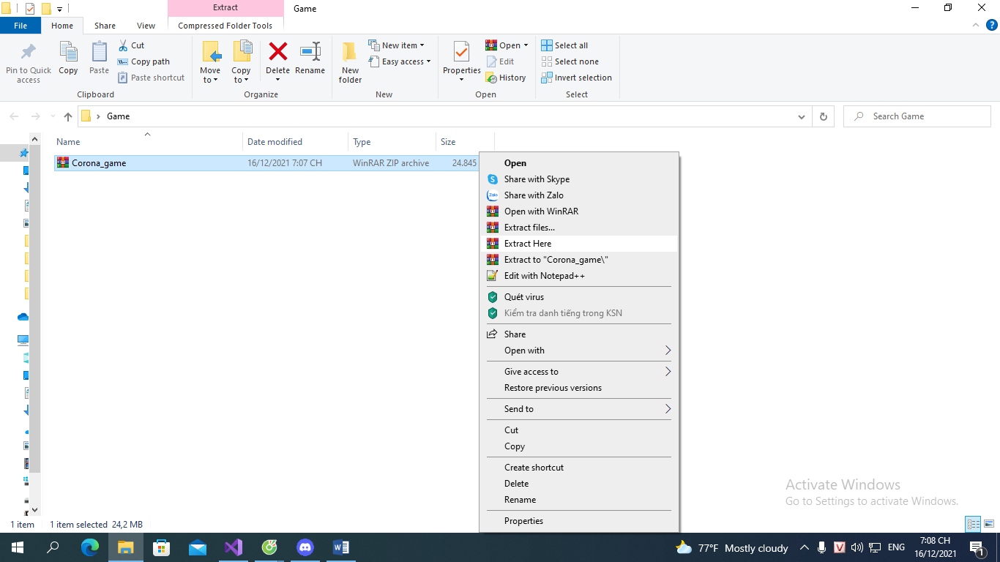 Extract
Game
File
Home
Share
View
Compressed Folder Tools
Pin to Quick access
Copy
Paste
Cut
Copy path
Paste shortcut
Clipboard
Move to
Copy to
Delete
Rename
Organize
New folder
New item
Easy access
New
Properties
Open
Edit
History
Open
Select all
Select none
Invert selection
Select
Game
Search Game
Name
Date modified
Type
Size
Corona_game
16/12/2021 7:07 CH
WinRAR ZIP archive
24.845
Open
Share with Skype
Zalo
Share with Zalo
Open with WinRAR
Extract files...
Extract Here
Extract to "Corona_game\"
Edit with Notepad++
Quét virus
Kiểm tra danh tiếng trong KSN
Share
Open with
Give access to
Restore previous versions
Send to
Cut
Copy
Create shortcut
Delete
Rename
Properties
Activate Windows
Go to Settings to activate Windows.
1 item
1 item selected 24,2 MB
77°F Mostly cloudy
V
ENG
7:08 CH
16/12/2021
1